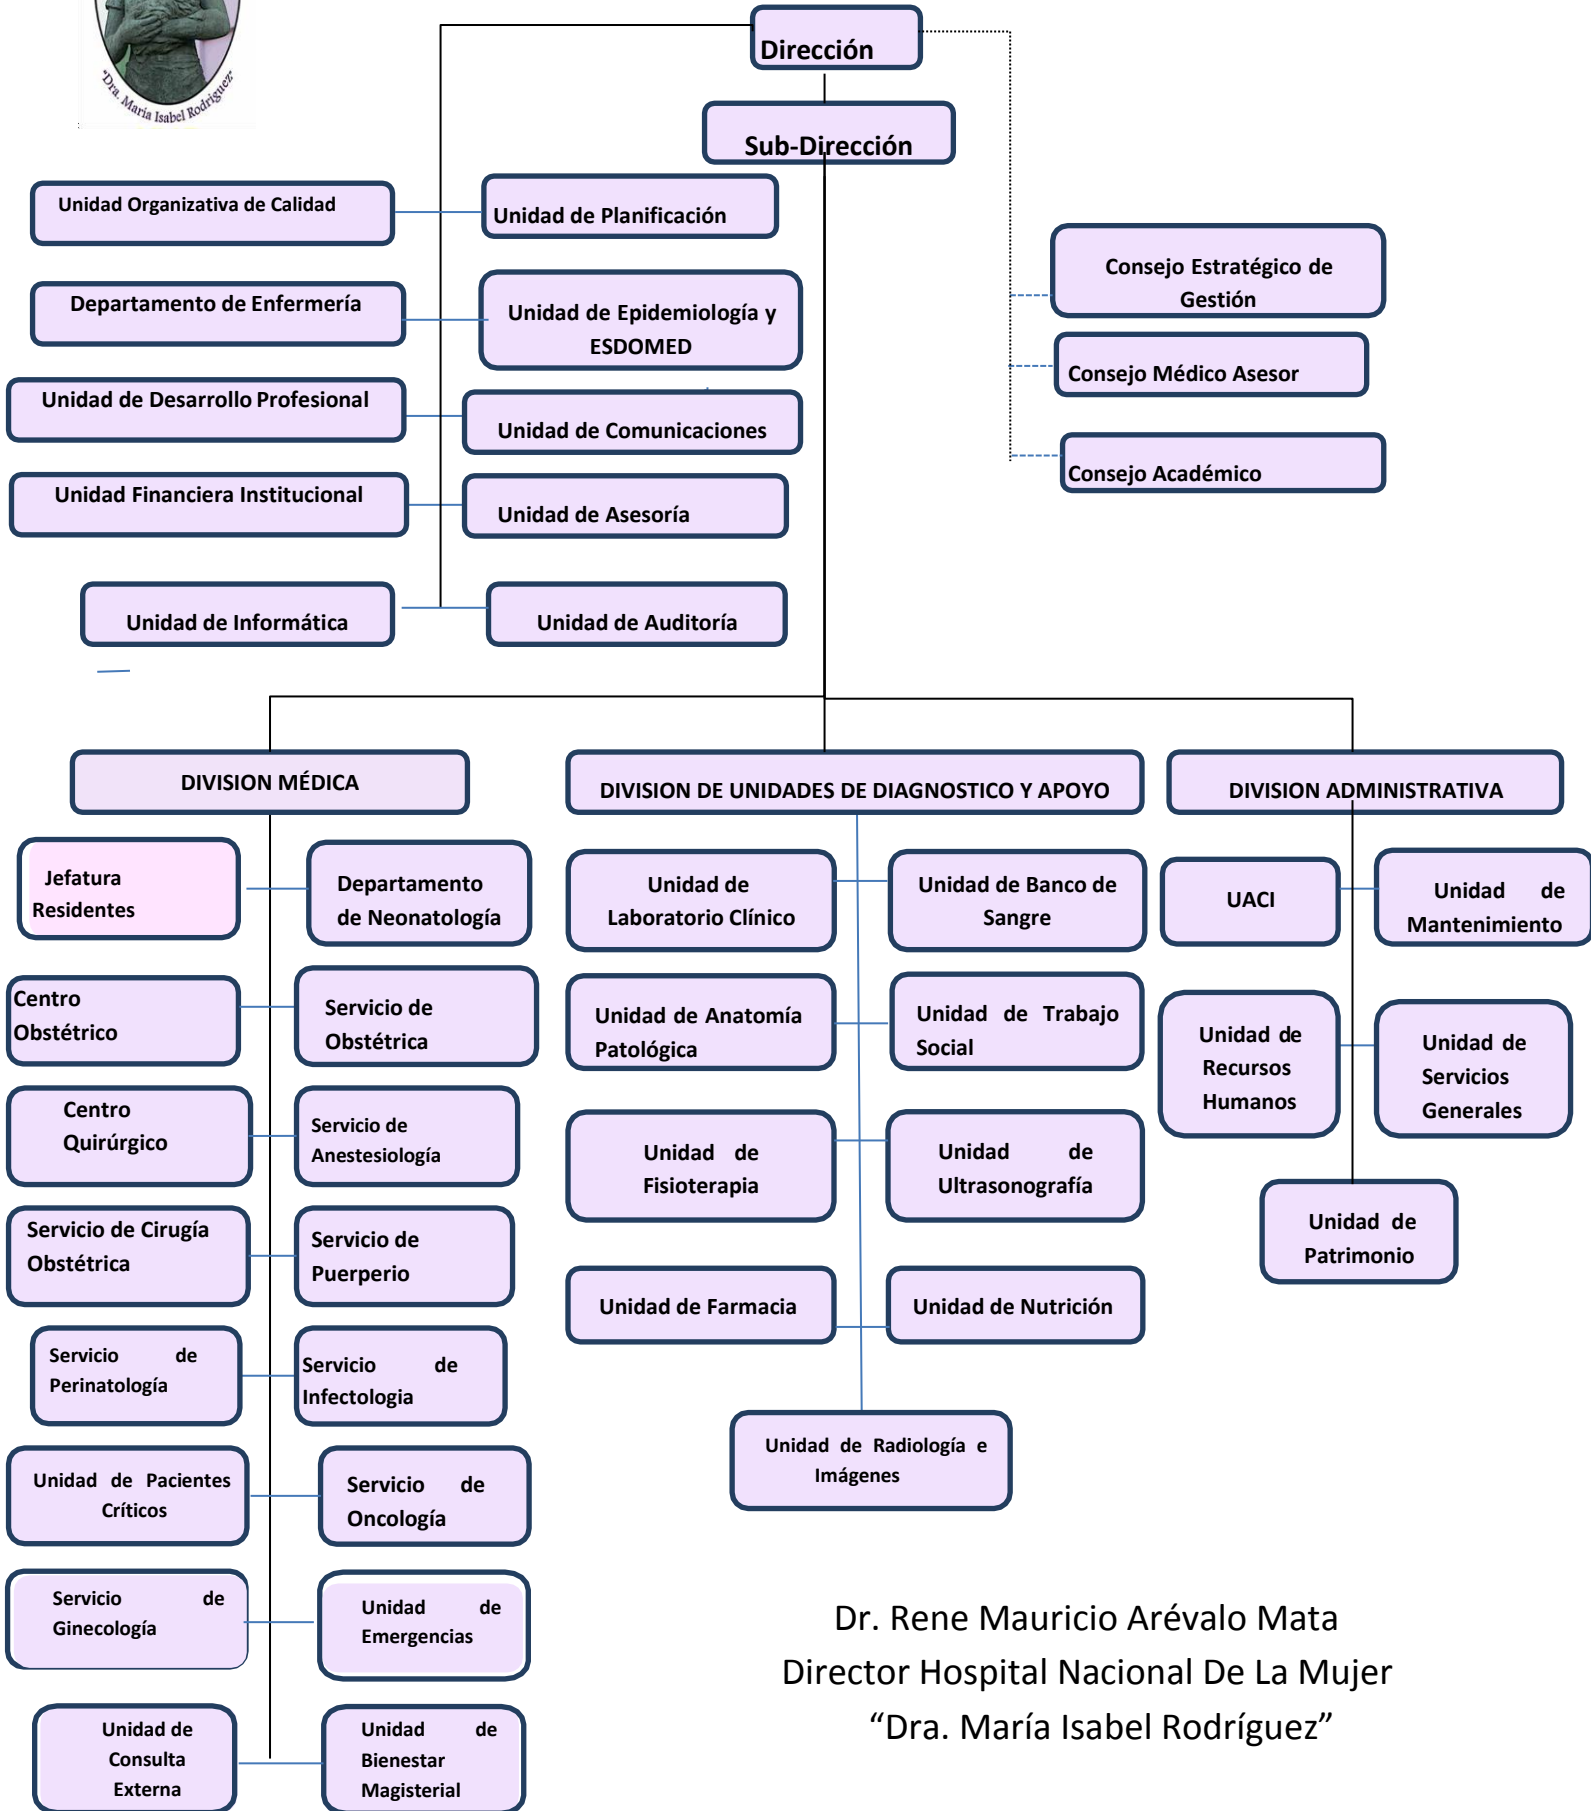 "Dra. María Isabel Rodríguez"
Dirección
Sub-Dirección
Unidad Organizativa de Calidad
Unidad de Planificación
Departamento de Enfermería
Unidad de Epidemiología y
ESDOMED
Unidad de Desarrollo Profesional
Unidad de Comunicaciones
Unidad Financiera Institucional
Unidad de Asesoría
Unidad de Informática
Unidad de Auditoría
Consejo Estratégico de
Gestión
Consejo Médico Asesor
Consejo Académico
DIVISION MÉDICA
Jefatura
Residentes
Departamento
de Neonatología
Centro
Obstétrico
Servicio de
Obstétrica
Centro
Quirúrgico
Servicio de
Anestesiología
Servicio de Cirugía
Obstétrica
Servicio de
Puerperio
Servicio de
Perinatología
Servicio de
Infectologia
Unidad de Pacientes
Críticos
Servicio de
Oncología
Servicio de
Ginecología
Unidad de
Emergencias
Unidad de
Consulta
Externa
Unidad de
Bienestar
Magisterial
DIVISION DE UNIDADES DE DIAGNOSTICO Y APOYO
Unidad de
Laboratorio Clínico
Unidad de Banco de
Sangre
Unidad de Anatomía
Patológica
Unidad de Trabajo
Social
Unidad de
Fisioterapia
Unidad de
Ultrasonografía
Unidad de Farmacia
Unidad de Nutrición
Unidad de Radiología e
Imágenes
DIVISION ADMINISTRATIVA
UACI
Unidad de
Mantenimiento
Unidad de
Recursos
Humanos
Unidad de
Servicios
Generales
Unidad de
Patrimonio
Dr. Rene Mauricio Arévalo Mata
Director Hospital Nacional De La Mujer
“Dra. María Isabel Rodríguez”